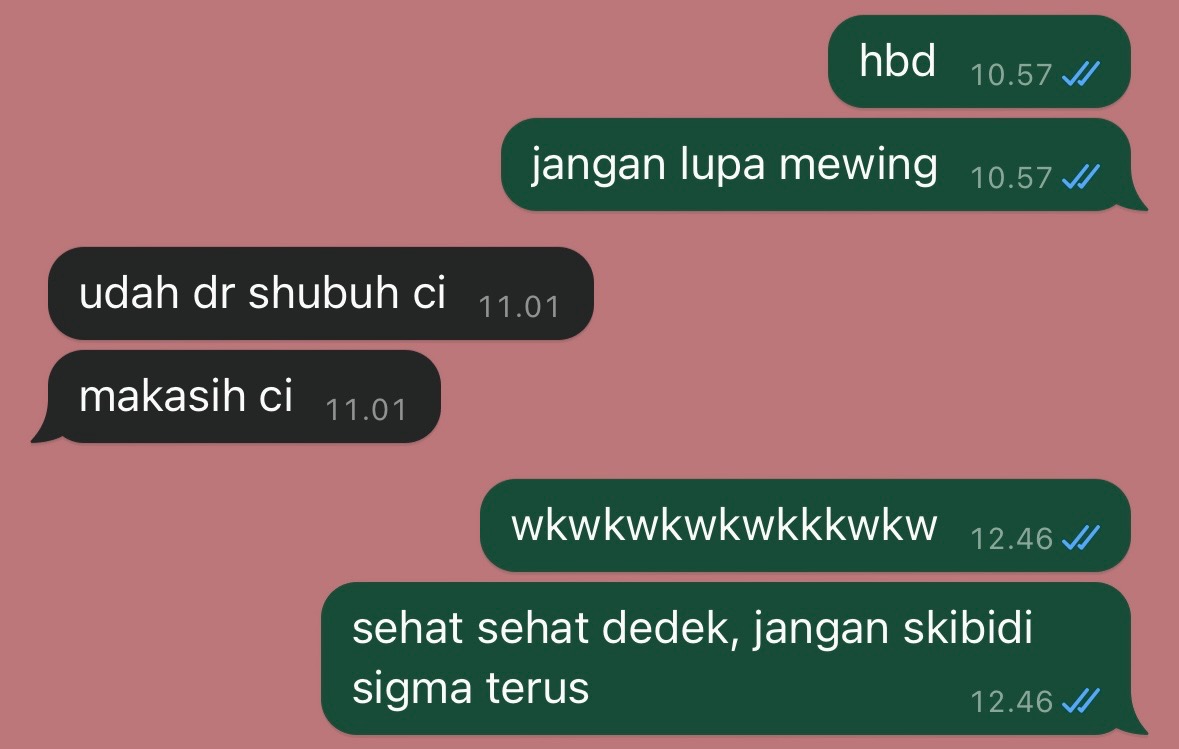 hbd 10.57
jangan lupa mewing 10.57
udah dr shubuh ci 11.01
makasih ci 11.01
wkwkwkwkwkkkwkw 12.46
sehat sehat dedek, jangan skibidi
sigma terus 12.46